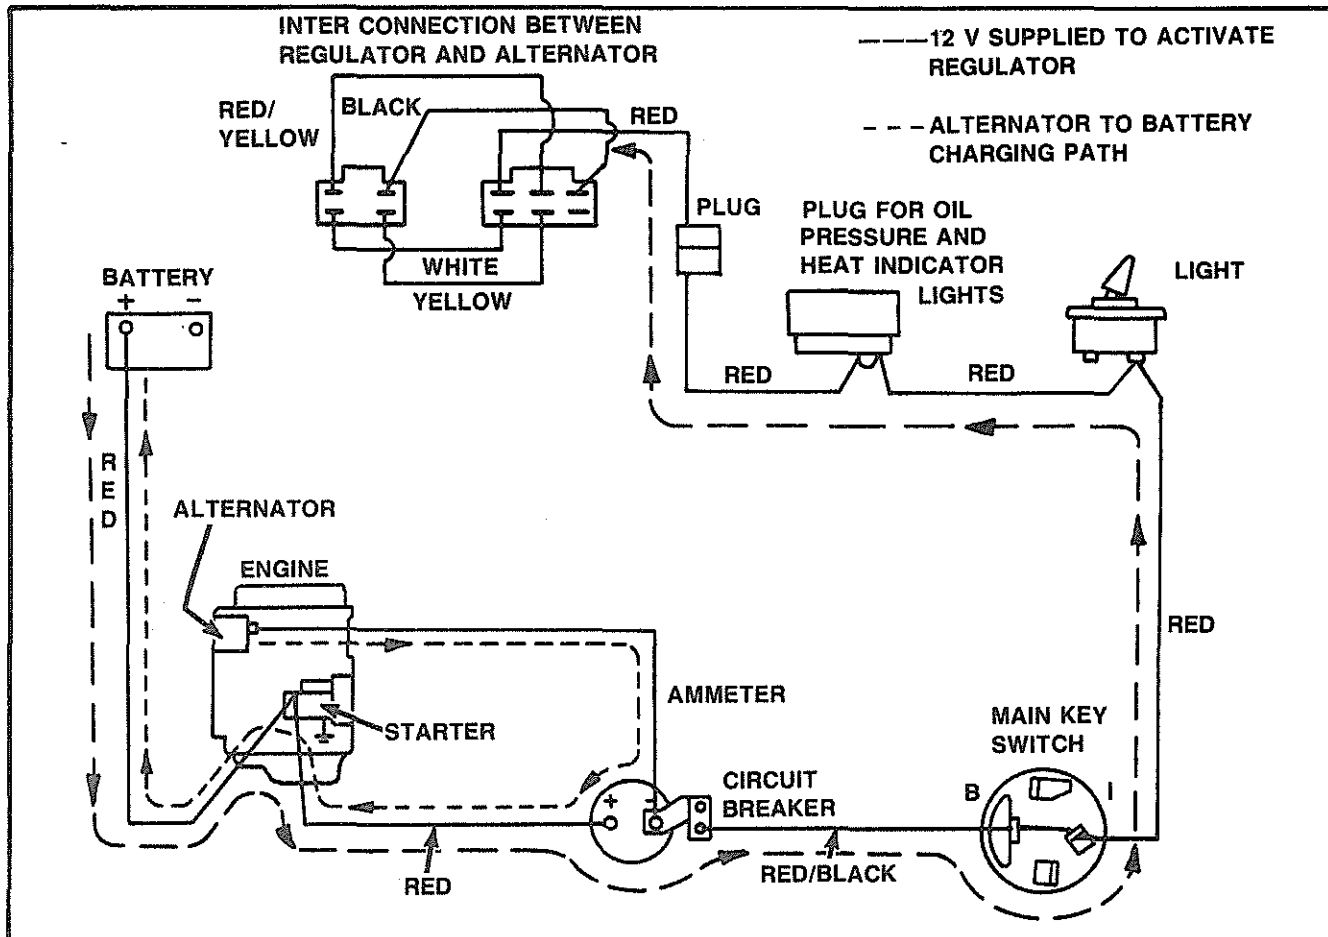 INTER CONNECTION BETWEEN
REGULATOR AND ALTERNATOR
12 V SUPPLIED TO ACTIVATE
REGULATOR
ALTERNATOR TO BATTERY
CHARGING PATH
RED/
YELLOW
BLACK
RED
PLUG
PLUG FOR OIL
PRESSURE AND
HEAT INDICATOR
LIGHTS
LIGHT
WHITE
YELLOW
BATTERY
+ -
RED
RED
RED
ALTERNATOR
ENGINE
RED
AMMETER
STARTER
MAIN KEY
SWITCH
CIRCUIT
BREAKER
+ -
B I
RED
RED/BLACK